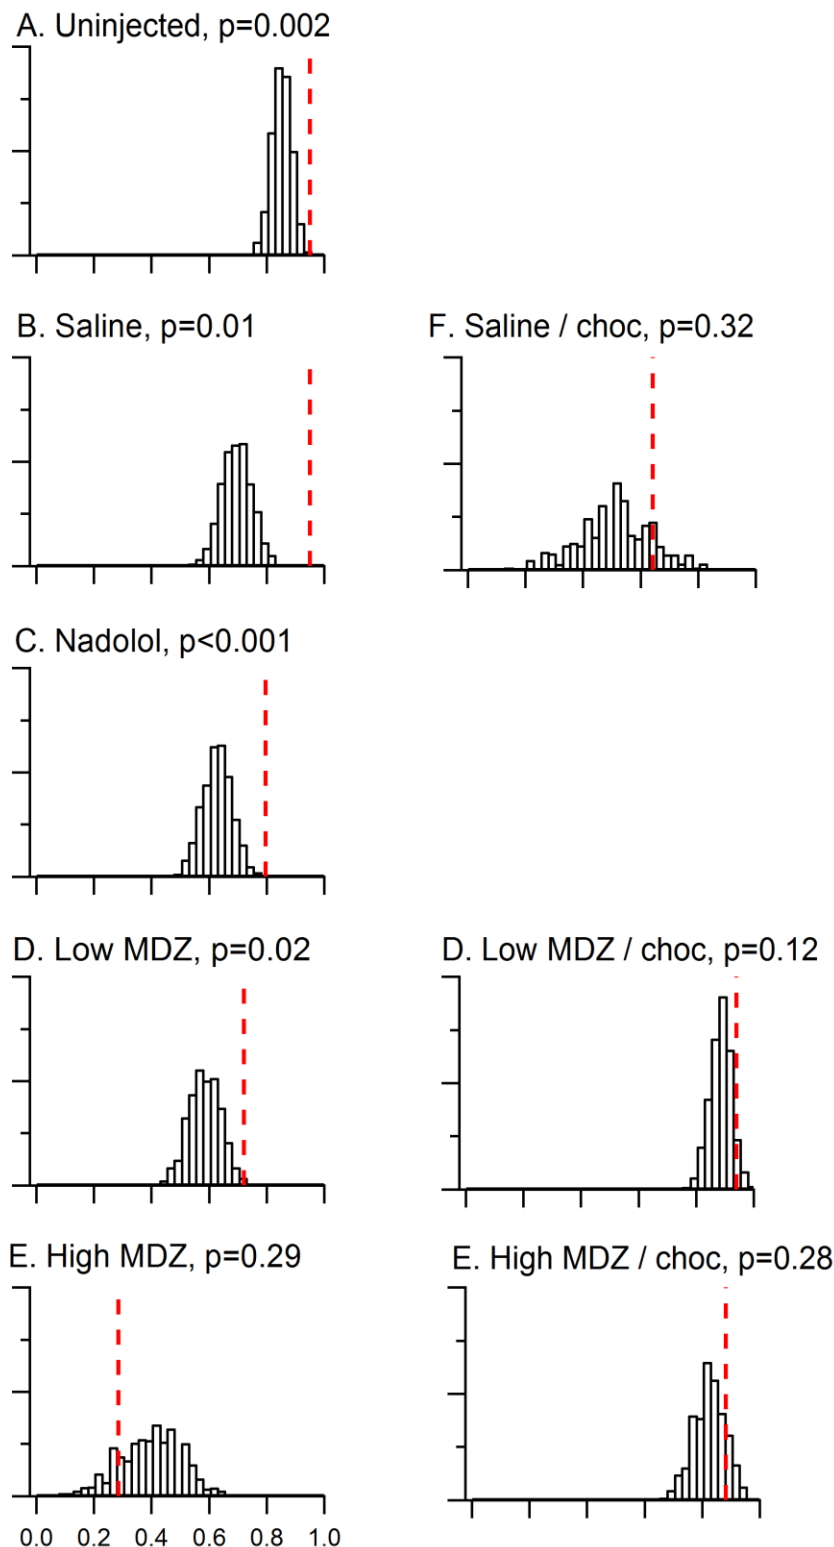 A. Uninjected, p=0.002
B. Saline, p=0.01
F. Saline / choc, p=0.32
C. Nadolol, p<0.001
D. Low MDZ, p=0.02
D. Low MDZ / choc, p=0.12
E. High MDZ, p=0.29
E. High MDZ / choc, p=0.28
0.0 0.2 0.4 0.6 0.8 1.0